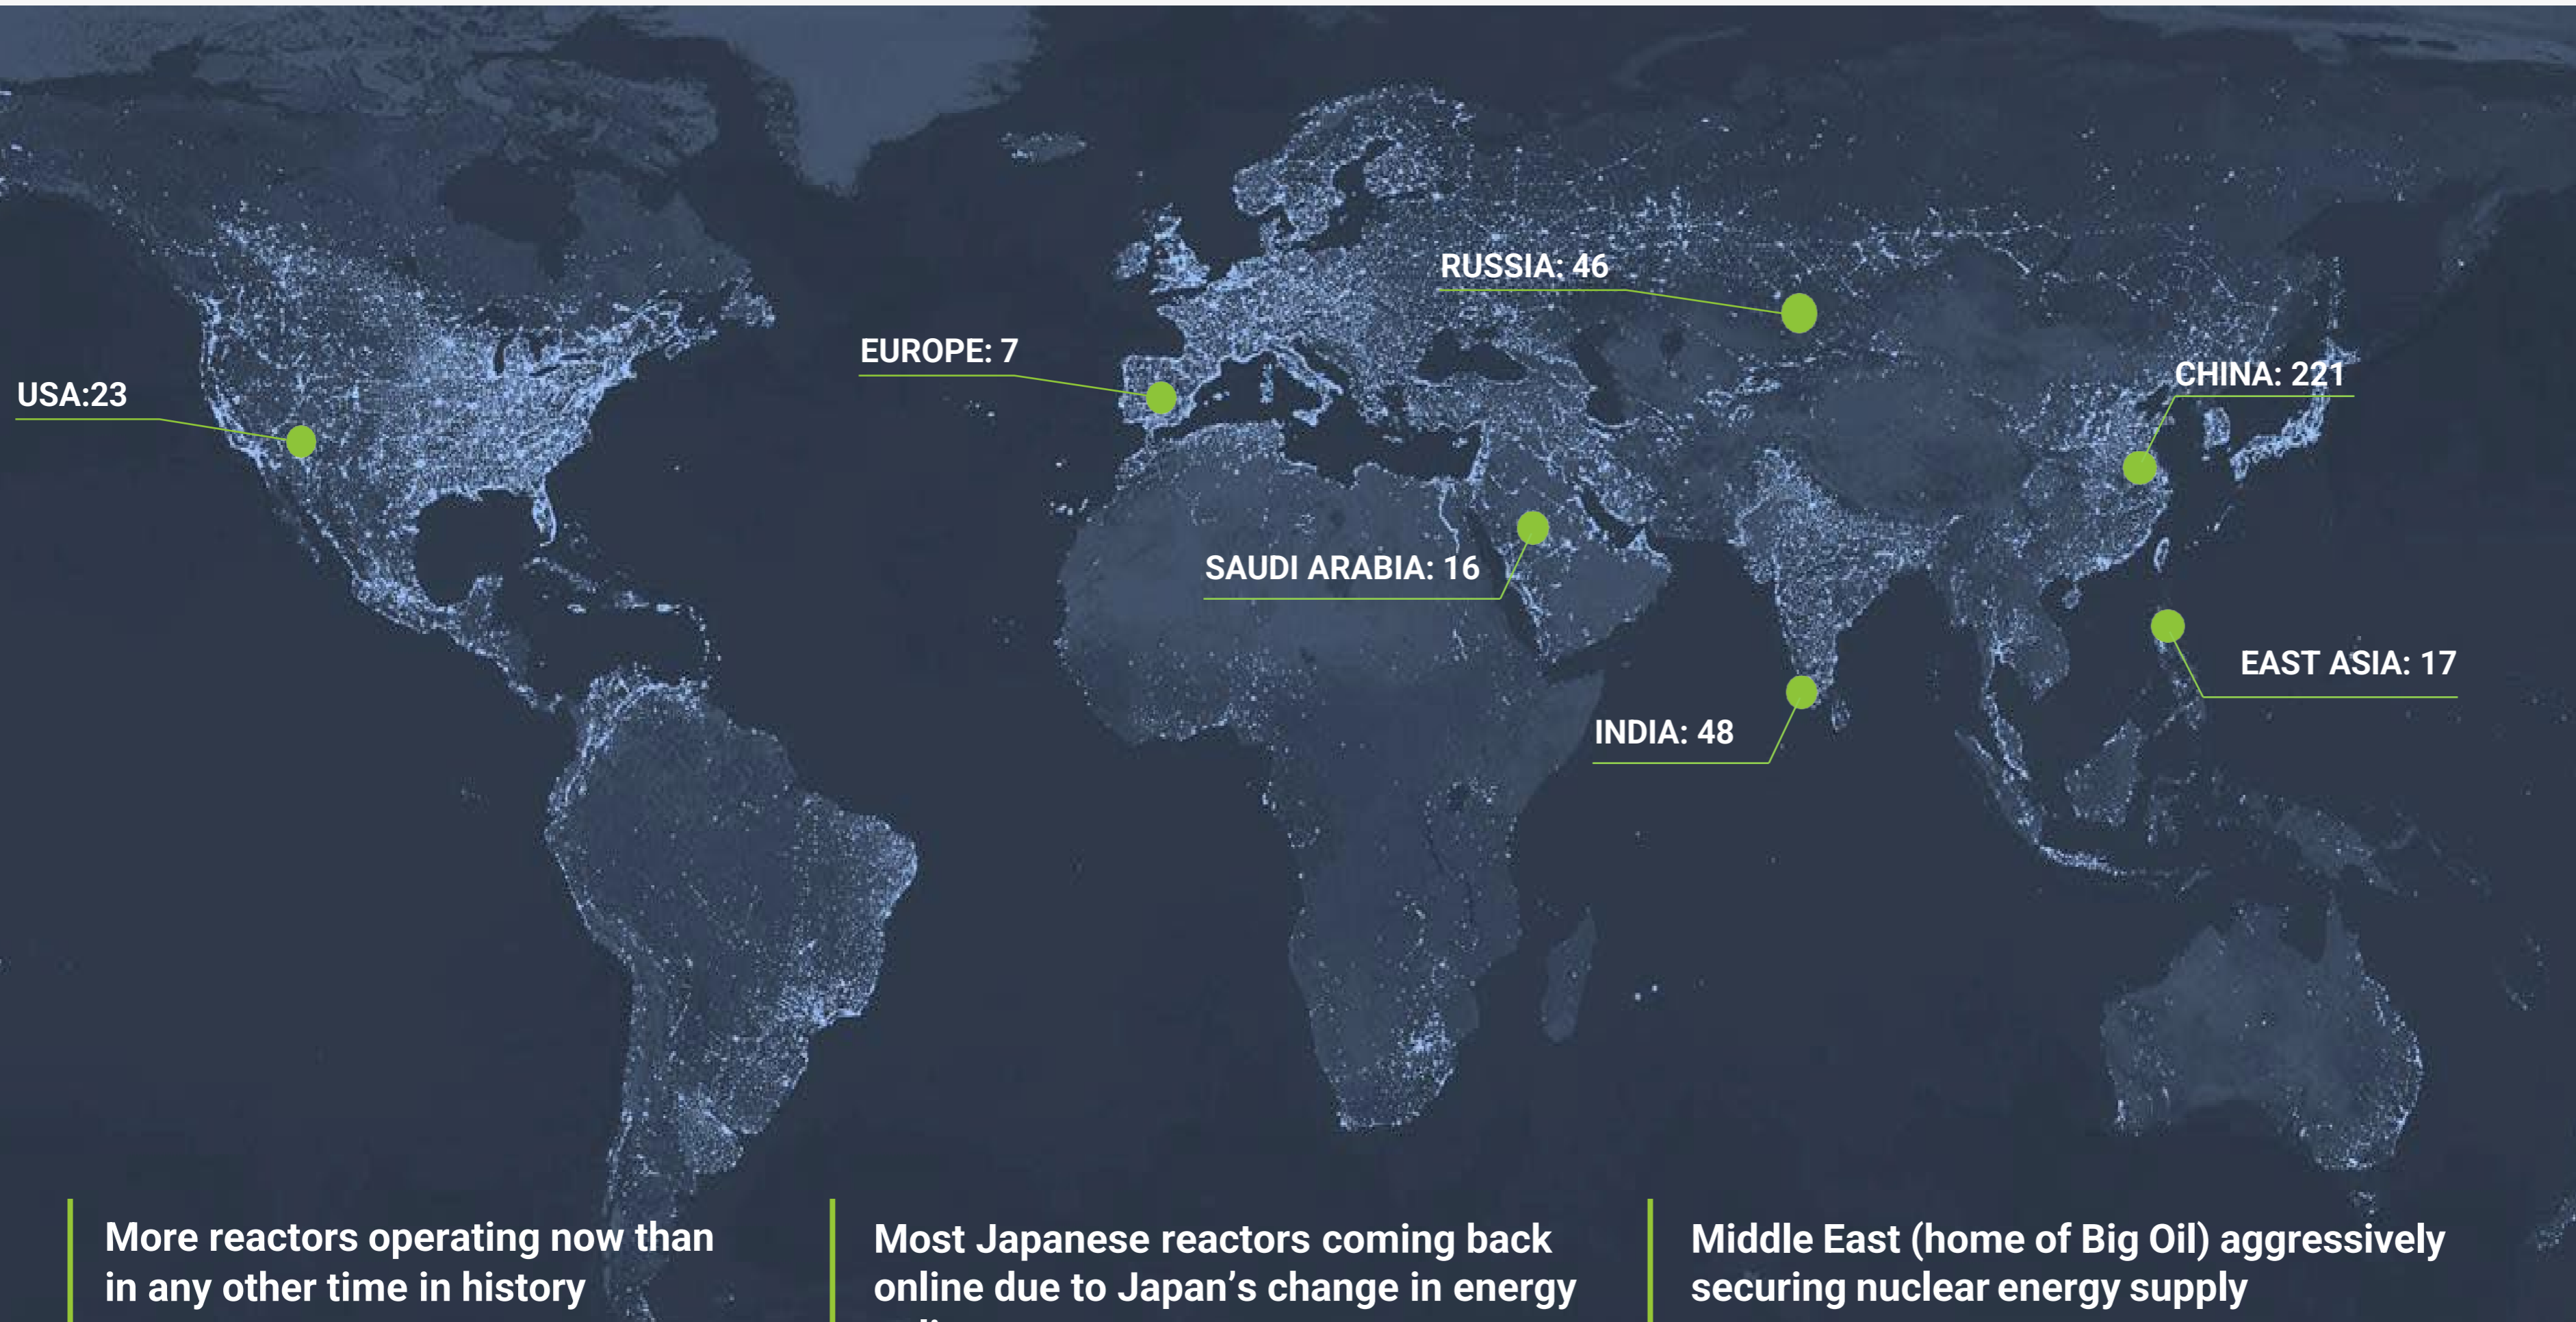 RUSSIA: 46
EUROPE: 7
CHINA: 221
USA:23
SAUDI ARABIA: 16
EAST ASIA: 17
INDIA: 48
More reactors operating now than
in any other time in history
Most Japanese reactors coming back
online due to Japan’s change in energy
Middle East (home of Big Oil) aggressively
securing nuclear energy supply